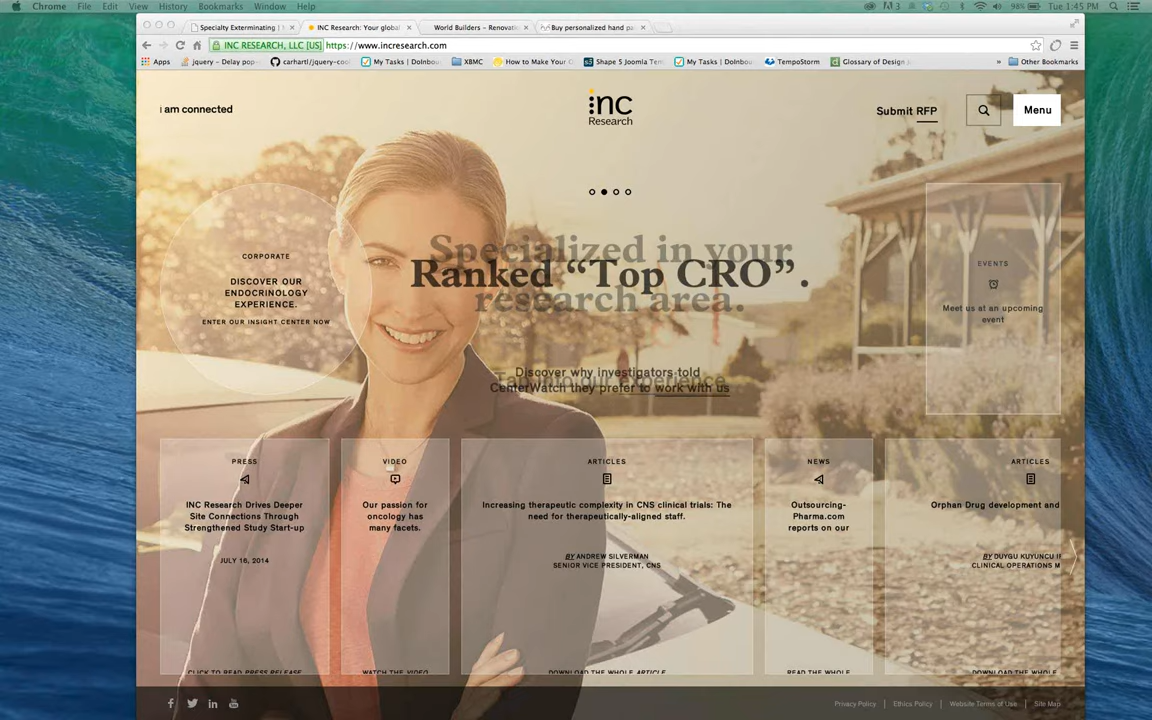 Chrome File Edit View History Bookmarks Window Help
3 98% Tue 1:45 PM
Specialty Exterminating |
INC Research: Your global
World Builders – Renovati
Buy personalized hand pa
INC RESEARCH, LLC [US] https://www.incresearch.com
Apps
jquery – Delay pop-
carhartl/jquery-coo
My Tasks | DoInbou
XBMC
How to Make Your
Shape 5 Joomla Tem
My Tasks | DoInbou
TempoStorm
Glossary of Design
» Other Bookmarks
i am connected
inc
Research
Submit RFP
Menu
CORPORATE
DISCOVER OUR
ENDOCRINOLOGY
EXPERIENCE.
ENTER OUR INSIGHT CENTER NOW
Specialized in your
research area.
Ranked “Top CRO”.
Discover why investigators told
CenterWatch they prefer to work with us
EVENTS
Meet us at an upcoming
event
PRESS
INC Research Drives Deeper
Site Connections Through
Strengthened Study Start-up
JULY 16, 2014
CLICK TO READ PRESS RELEASE
VIDEO
Our passion for
oncology has
many facets.
WATCH THE VIDEO
ARTICLES
Increasing therapeutic complexity in CNS clinical trials: The
need for therapeutically-aligned staff.
BY ANDREW SILVERMAN
SENIOR VICE PRESIDENT, CNS
DOWNLOAD THE WHOLE ARTICLE
NEWS
Outsourcing-
Pharma.com
reports on our
READ THE WHOLE
ARTICLES
Orphan Drug development and
BY DUYGU KUYUNCU
CLINICAL OPERATIONS M
DOWNLOAD THE WHOLE
Privacy Policy | Ethics Policy | Website Terms of Use | Site Map